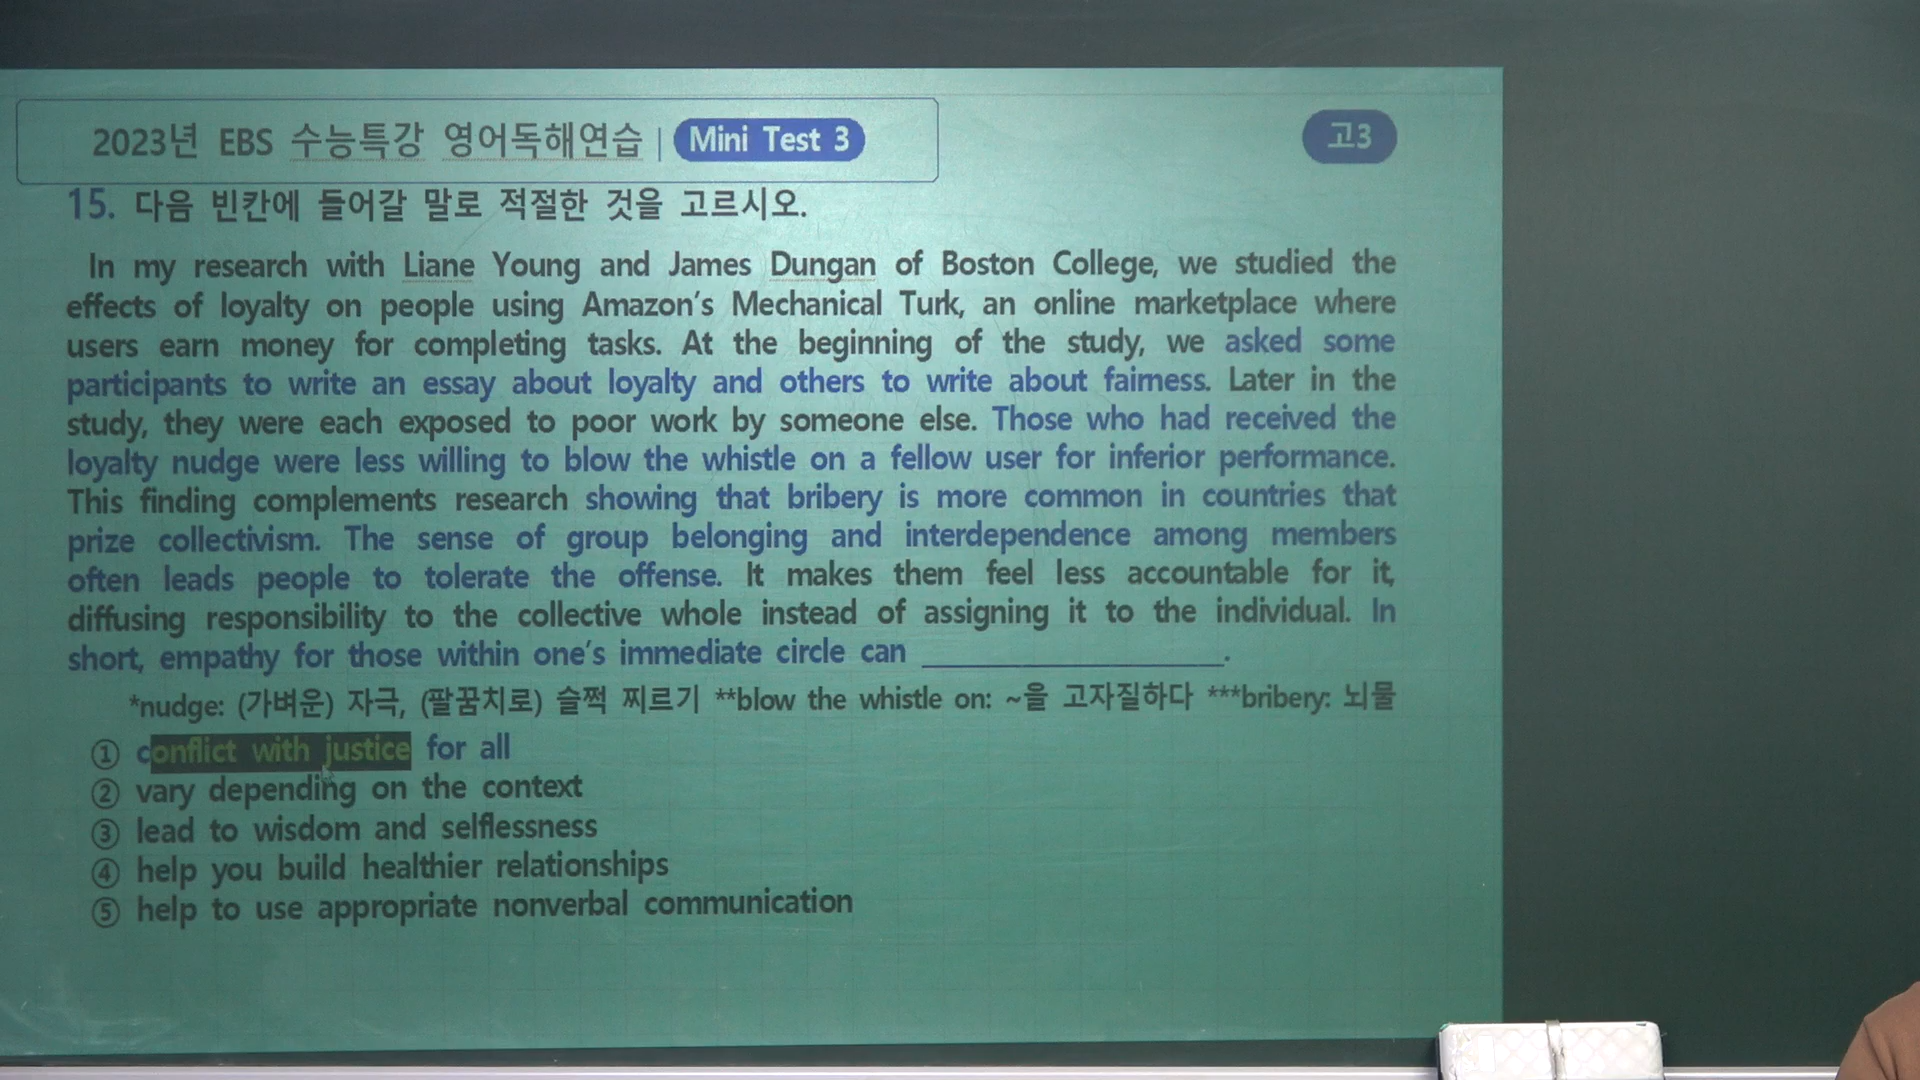 2023년 EBS 수능특강 영어독해연습 | Mini Test 3
고3
15. 다음 빈칸에 들어갈 말로 적절한 것을 고르시오.
In my research with Liane Young and James Dungan of Boston College, we studied the
effects of loyalty on people using Amazon's Mechanical Turk, an online marketplace where
users earn money for completing tasks. At the beginning of the study, we asked some
participants to write an essay about loyalty and others to write about fairness. Later in the
study, they were each exposed to poor work by someone else. Those who had received the
loyalty nudge were less willing to blow the whistle on a fellow user for inferior performance.
This finding complements research showing that bribery is more common in countries that
prize collectivism. The sense of group belonging and interdependence among members
often leads people to tolerate the offense. It makes them feel less accountable for it,
diffusing responsibility to the collective whole instead of assigning it to the individual. In
short, empathy for those within one's immediate circle can ____________________.
*nudge: (가벼운) 자극, (팔꿈치로) 슬쩍 찌르기 **blow the whistle on: ~을 고자질하다 ***bribery: 뇌물
① conflict with justice for all
② vary depending on the context
③ lead to wisdom and selflessness
④ help you build healthier relationships
⑤ help to use appropriate nonverbal communication